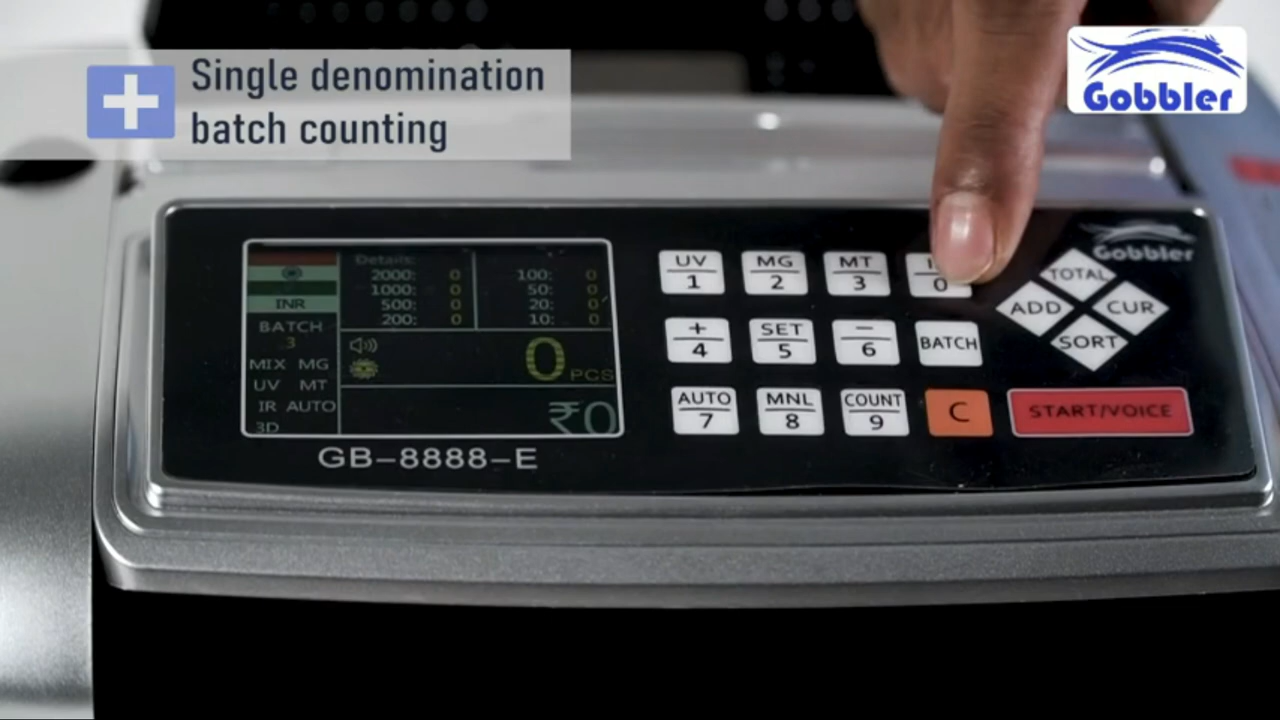 Single denomination
batch counting
Gobbler
Gobbler
INR
BATCH
3
MIX MG
UV MT
IR AUTO
3D
Details:
2000: 0
1000: 0
500: 0
200: 0
100: 0
50: 0
20: 0
10: 0
0 PCS
₹0
GB-8888-E
UV
1
MG
2
MT
3
0
+
4
SET
5
−
6
BATCH
AUTO
7
MNL
8
COUNT
9
C
TOTAL
ADD
CUR
SORT
START/VOICE